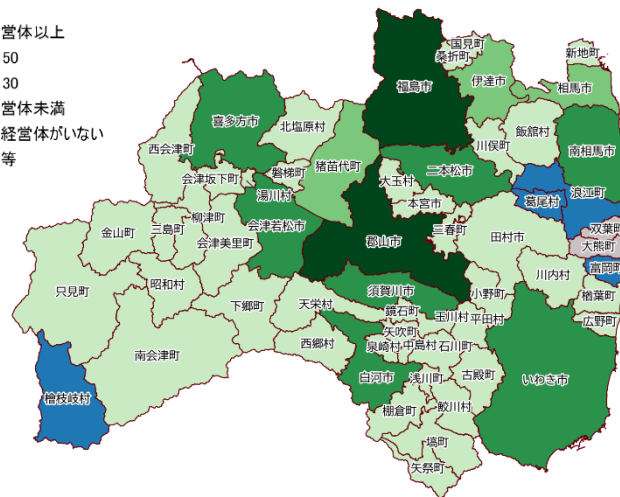 営体以上
50
30
営体未満
経営体がいない
等
国見町
桑折町
新地町
福島市
伊達市
相馬市
喜多方市
北塩原村
川俣町
飯舘村
南相馬市
西会津町
猪苗代町
二本松市
会津坂下町
磐梯町
大玉村
湯川村
葛尾村
浪江町
本宮市
柳津町
会津若松市
三春町
双葉町
金山町
三島町
会津美里町
郡山市
田村市
大熊町
富岡町
川内村
只見町
昭和村
須賀川市
小野町
楢葉町
下郷町
天栄村
鏡石町
玉川村
平田村
広野町
矢吹町
南会津町
西郷村
泉崎村
中島村
石川町
白河市
浅川町
古殿町
いわき市
檜枝岐村
棚倉町
鮫川村
塙町
矢祭町